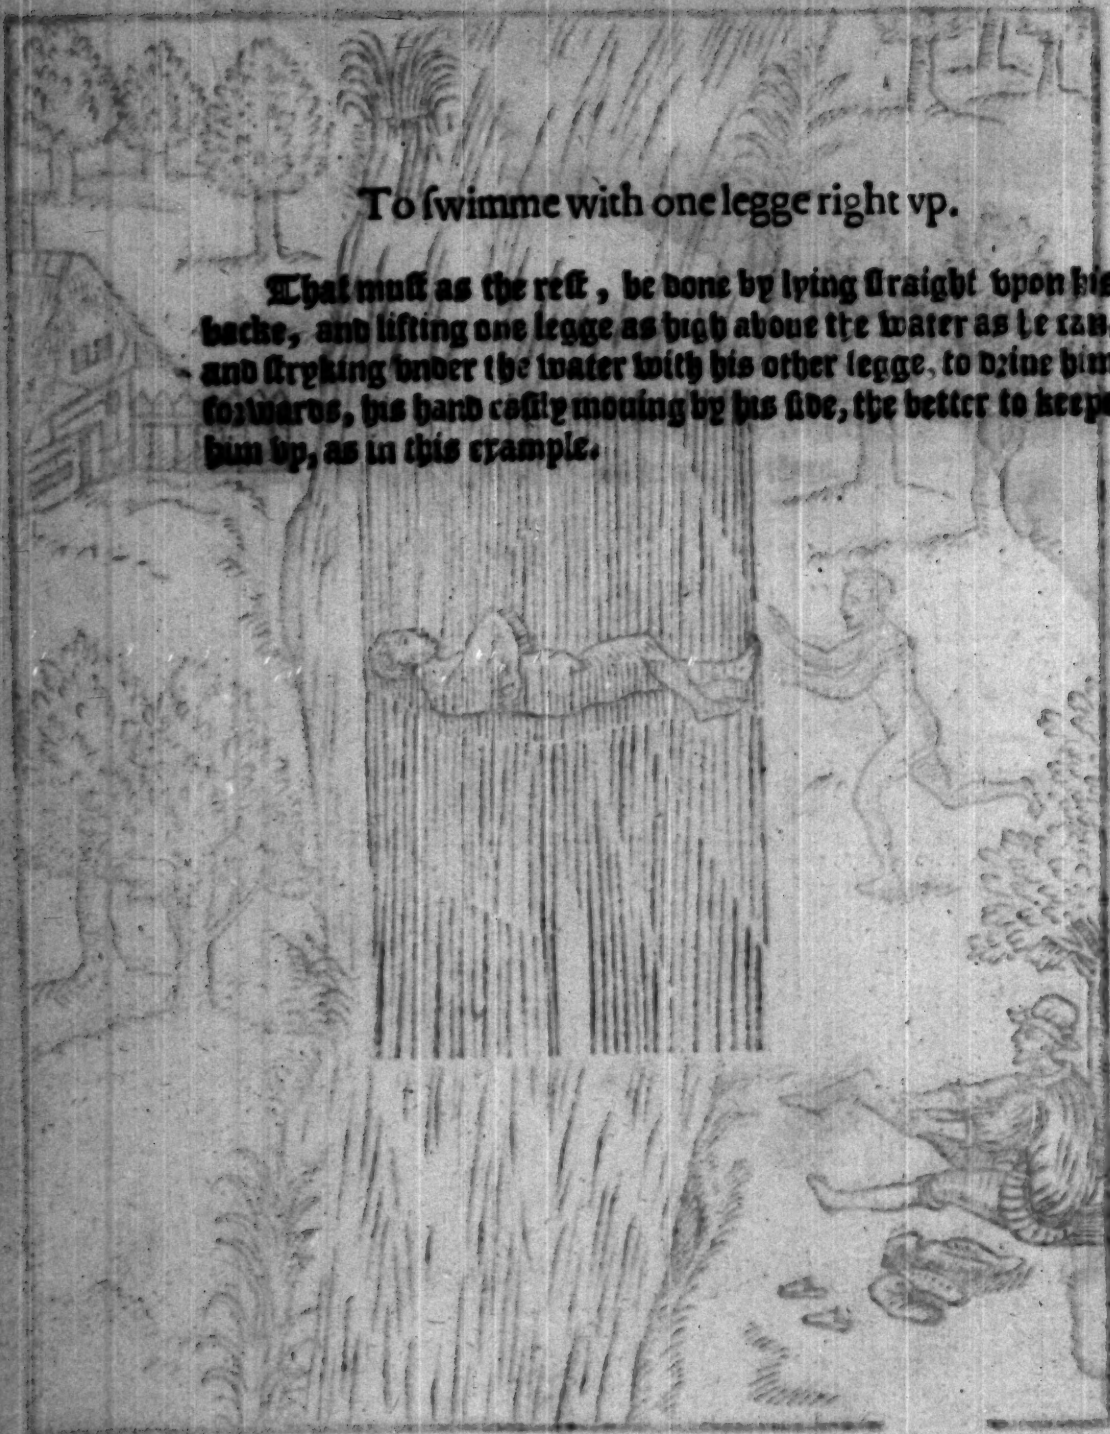 To ſwimme with one legge right vp.
That muſt as the reſt, be done by lying ſtraight vpon his
backe, and lifting one legge as high aboue the water as he can
and ſtryking vnder the water with his other legge, to driue him
forwards, his hand eaſily mouing by his ſide, the better to keepe
him vp, as in this example.